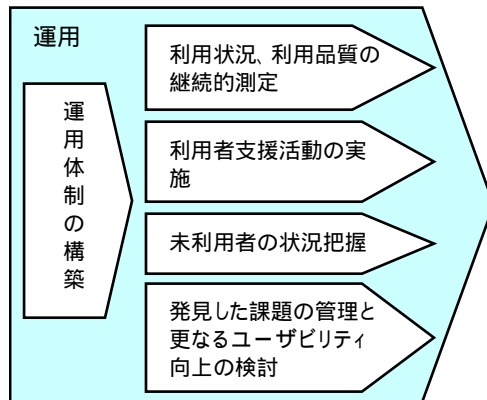 運用
運用体制の構築
利用状況、利用品質の
継続的測定
利用者支援活動の実
施
未利用者の状況把握
発見した課題の管理と
更なるユーザビリティ
向上の検討